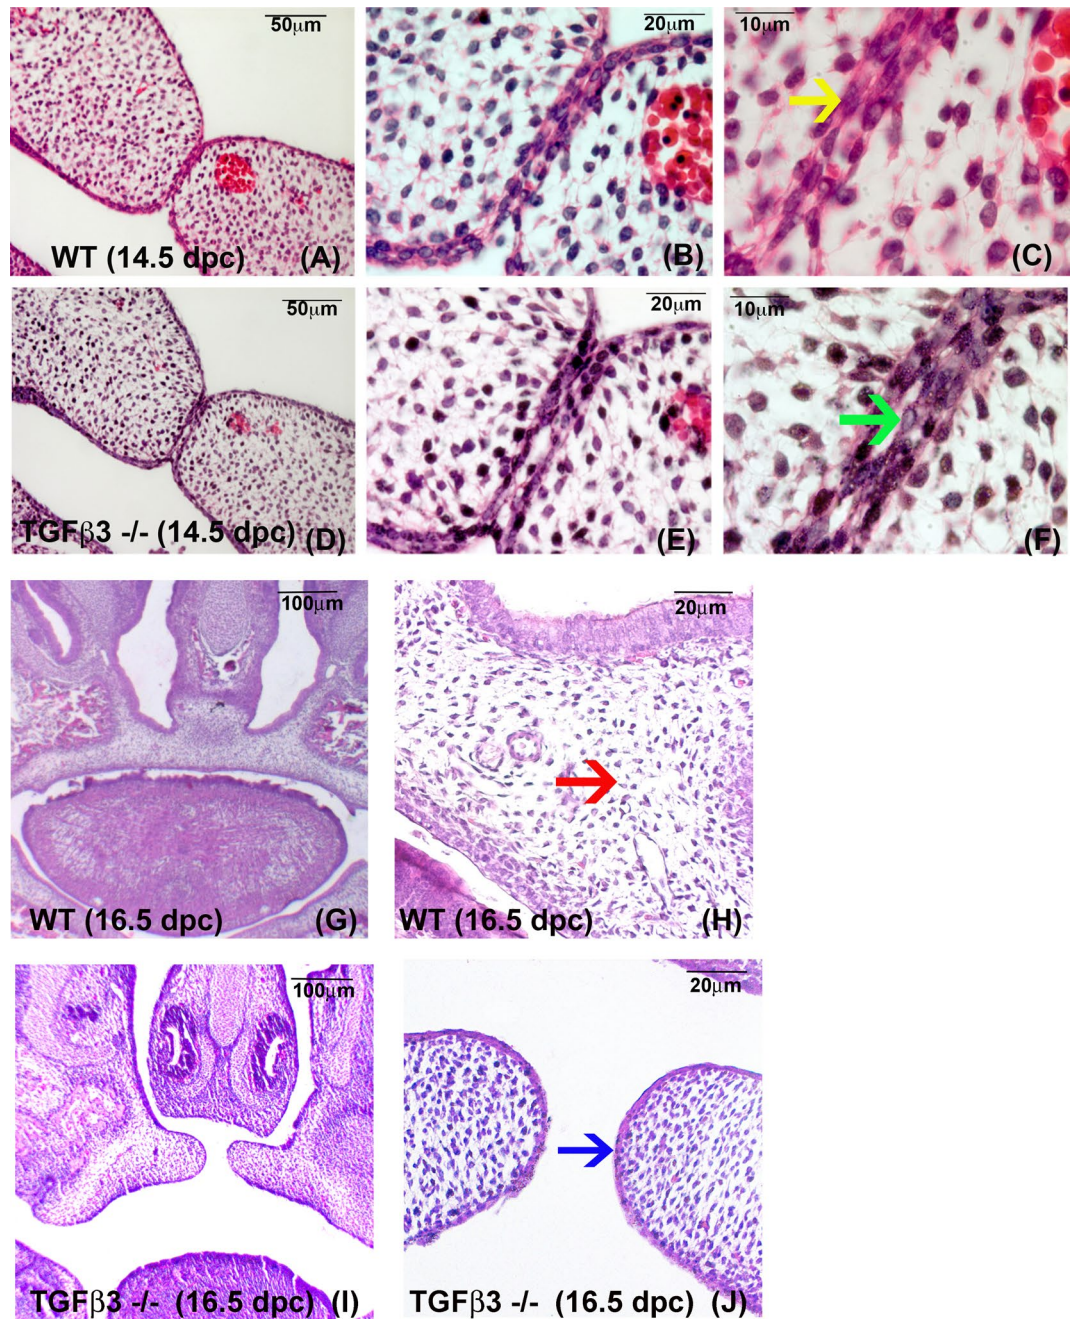 50μm
WT (14.5 dpc) (A)
20μm
(B)
10μm
(C)
50μm
TGFβ3 -/- (14.5 dpc) (D)
20μm
(E)
10μm
(F)
100μm
WT (16.5 dpc) (G)
20μm
WT (16.5 dpc) (H)
100μm
TGFβ3 -/- (16.5 dpc) (I)
20μm
TGFβ3 -/- (16.5 dpc) (J)